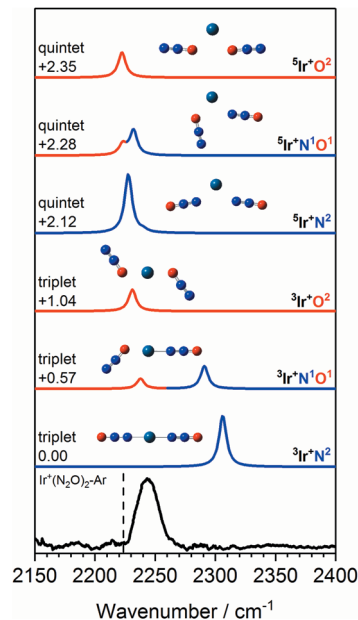 quintet
+2.35
⁵Ir⁺O²
quintet
+2.28
⁵Ir⁺N¹O¹
quintet
+2.12
⁵Ir⁺N²
triplet
+1.04
³Ir⁺O²
triplet
+0.57
³Ir⁺N¹O¹
triplet
0.00
³Ir⁺N²
Ir⁺(N₂O)₂-Ar
2150 2200 2250 2300 2350 2400
Wavenumber / cm⁻¹